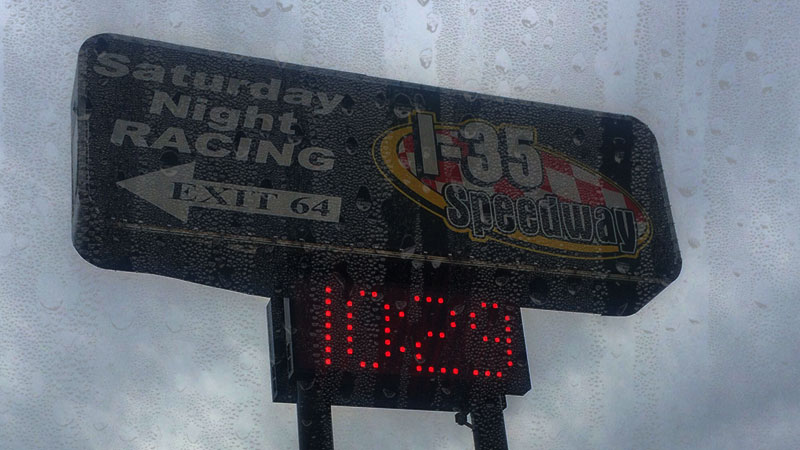 Saturday
Night
RACING
EXIT 64
I-35
Speedway
10:29